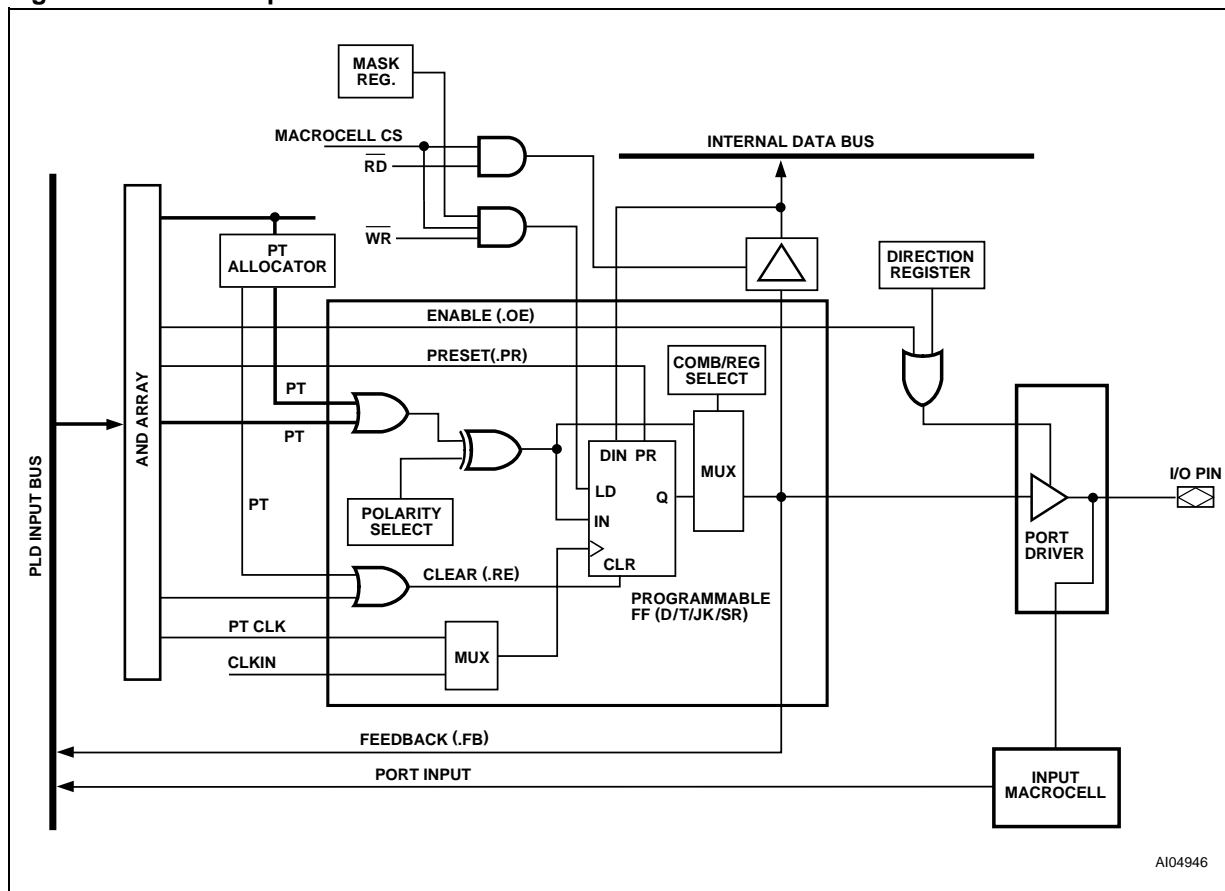 MASK
REG.
MACROCELL CS
RD
WR
INTERNAL DATA BUS
PT
ALLOCATOR
DIRECTION
REGISTER
ENABLE (.OE)
PRESET(.PR)
COMB/REG
SELECT
PT
PT
AND ARRAY
PLD INPUT BUS
DIN PR
MUX
LD
Q
IN
CLR
I/O PIN
POLARITY
SELECT
PT
PORT
DRIVER
CLEAR (.RE)
PROGRAMMABLE
FF (D/T/JK/SR)
PT CLK
MUX
CLKIN
FEEDBACK (.FB)
PORT INPUT
INPUT
MACROCELL
AI04946